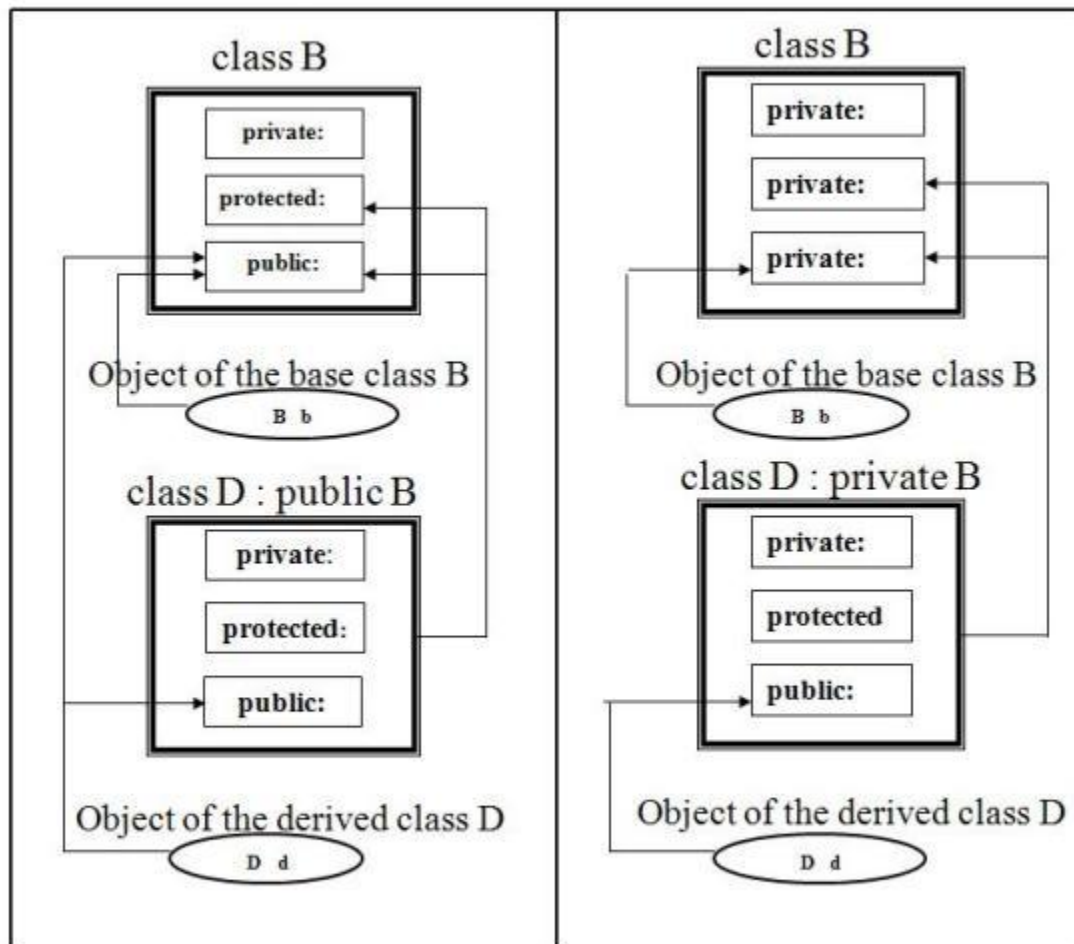 class B
private:
protected:
public:
Object of the base class B
B b
class D : public B
private:
protected:
public:
Object of the derived class D
D d
class B
private:
private:
private:
Object of the base class B
B b
class D : private B
private:
protected
public:
Object of the derived class D
D d